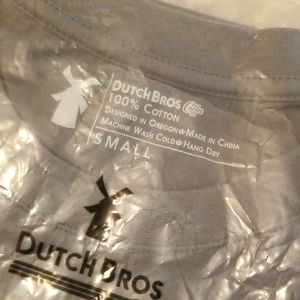 DUTCH BROS
100% COTTON
DESIGNED IN OREGON MADE IN CHINA
MACHINE WASH COLD HANG DRY
SMALL
DUTCH BROS